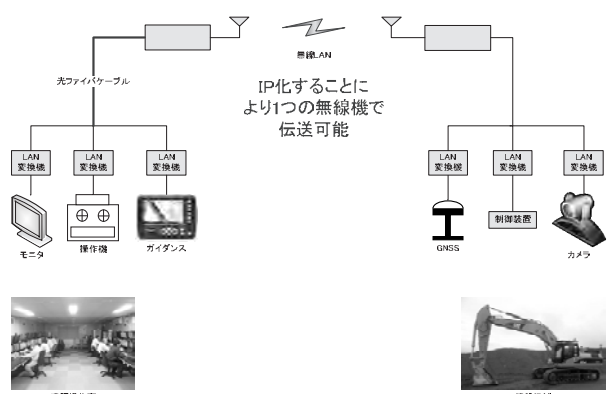 無線LAN
光ファイバケーブル
IP化することに
より1つの無線機で
伝送可能
LAN
変換機
LAN
変換機
LAN
変換機
LAN
変換機
LAN
変換機
LAN
変換機
モニタ
操作機
ガイダンス
GNSS
制御装置
カメラ